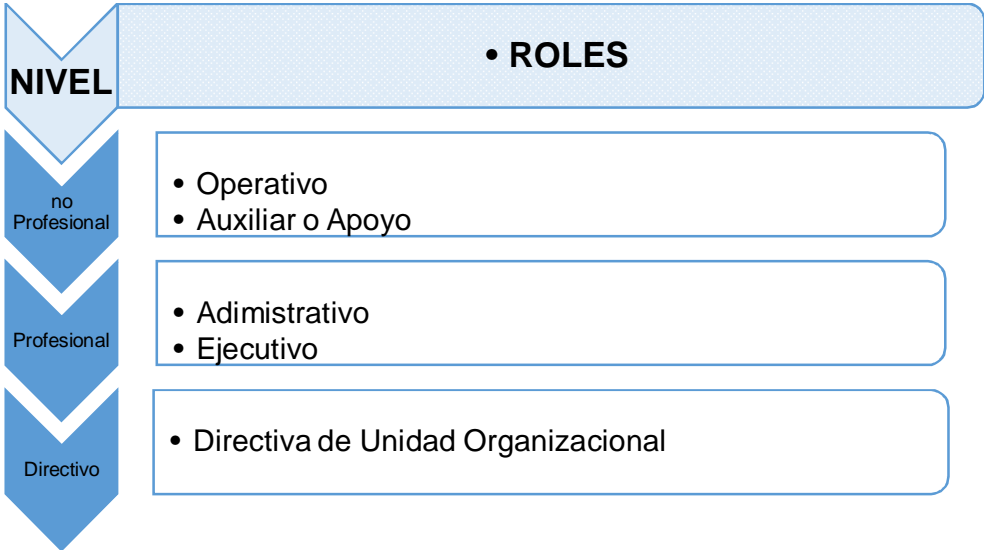 NIVEL
• ROLES
no
Profesional
• Operativo
• Auxiliar o Apoyo
Profesional
• Adimistrativo
• Ejecutivo
Directivo
• Directiva de Unidad Organizacional